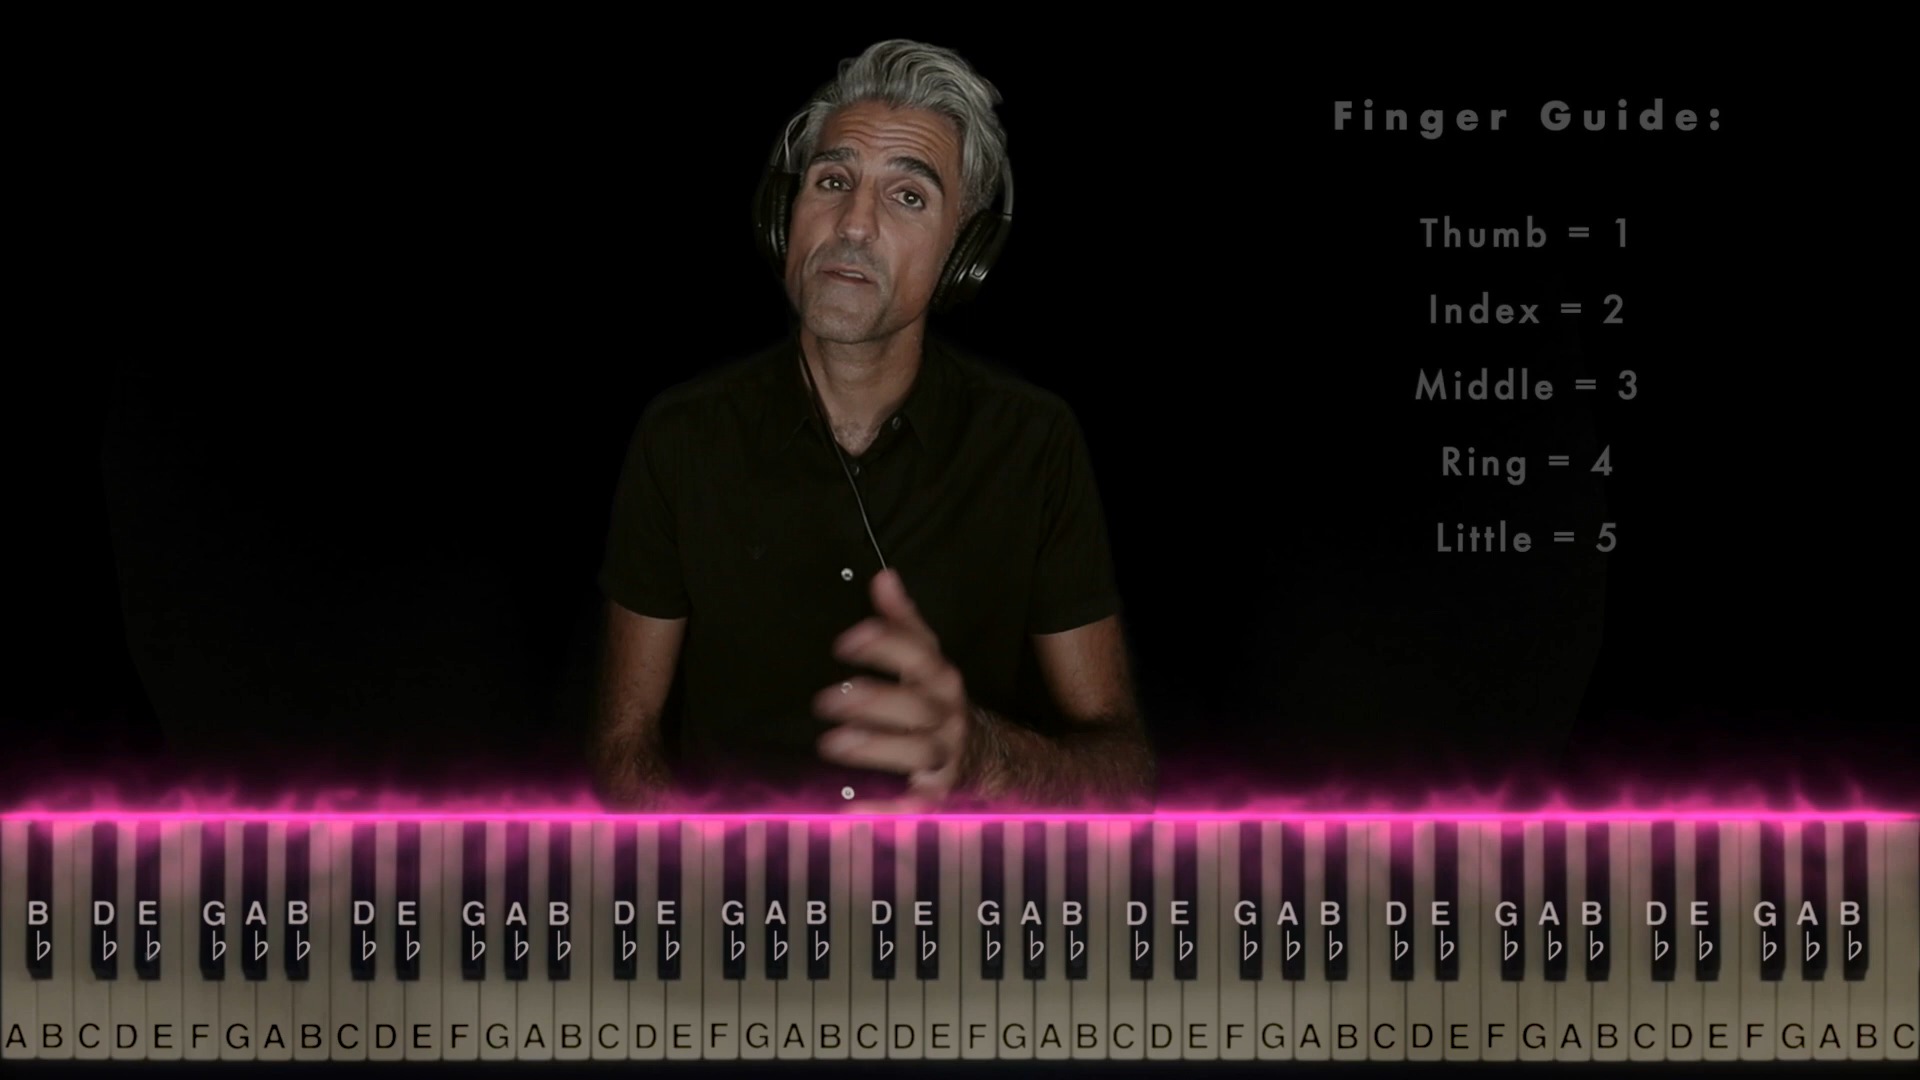 Finger Guide:
Thumb = 1
Index = 2
Middle = 3
Ring = 4
Little = 5
B D E G A B D E G A B D E G A B D E G A B D E G A B D E G A B D E G A B
♭ ♭ ♭ ♭ ♭ ♭ ♭ ♭ ♭ ♭ ♭ ♭ ♭ ♭ ♭ ♭ ♭ ♭ ♭ ♭ ♭ ♭ ♭ ♭ ♭ ♭ ♭ ♭ ♭ ♭ ♭ ♭ ♭ ♭ ♭ ♭
A B C D E F G A B C D E F G A B C D E F G A B C D E F G A B C D E F G A B C D E F G A B C D E F G A B C